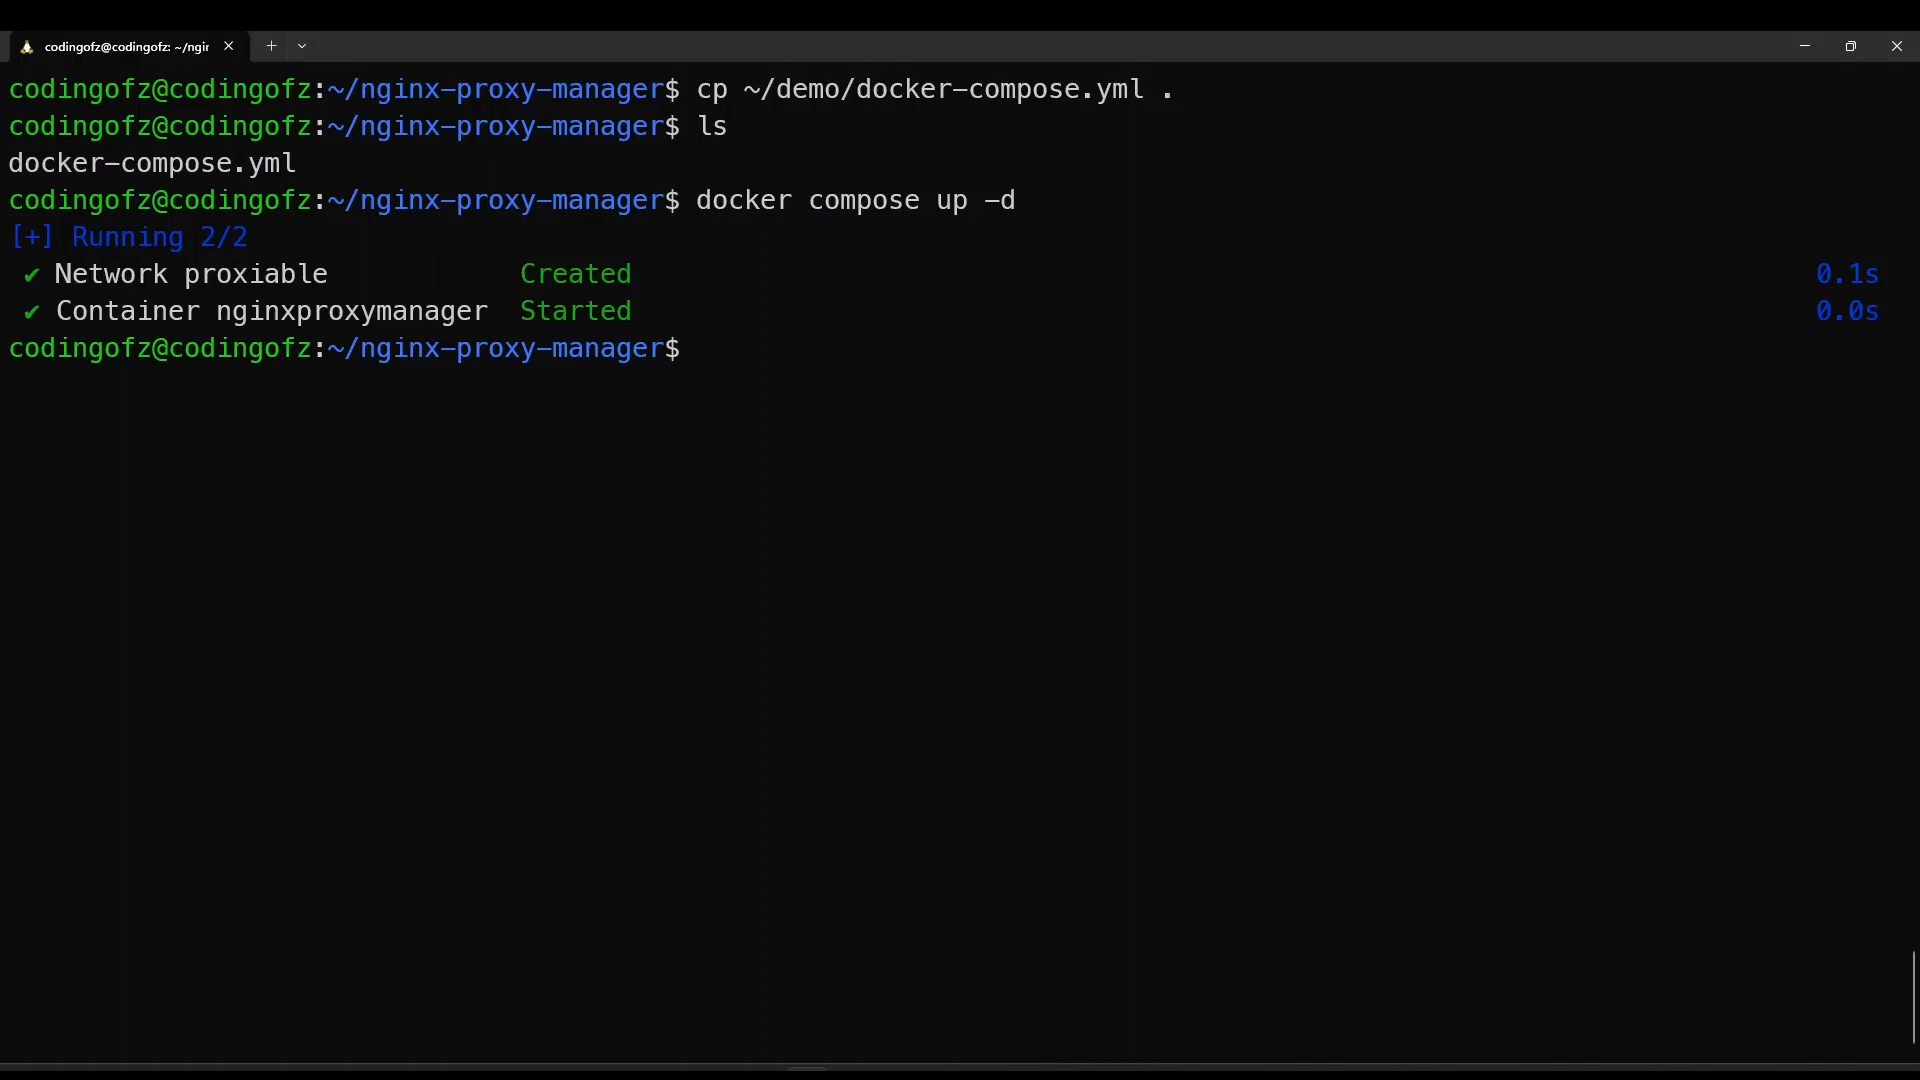 codingofz@codingofz: ~/ngir
codingofz@codingofz:~/nginx-proxy-manager$ cp ~/demo/docker-compose.yml .
codingofz@codingofz:~/nginx-proxy-manager$ ls
docker-compose.yml
codingofz@codingofz:~/nginx-proxy-manager$ docker compose up -d
[+] Running 2/2
✔ Network proxiable Created 0.1s
✔ Container nginxproxymanager Started 0.0s
codingofz@codingofz:~/nginx-proxy-manager$